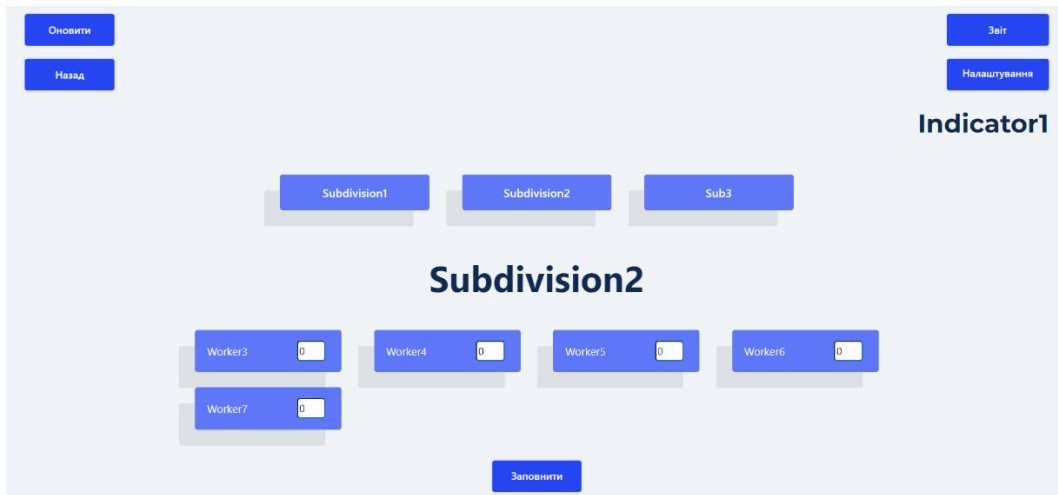 Оновити
Звіт
Назад
Налаштування
Indicator1
Subdivision1
Subdivision2
Sub3
Subdivision2
Worker3 0
Worker4 0
Worker5 0
Worker6 0
Worker7 0
Заповнити